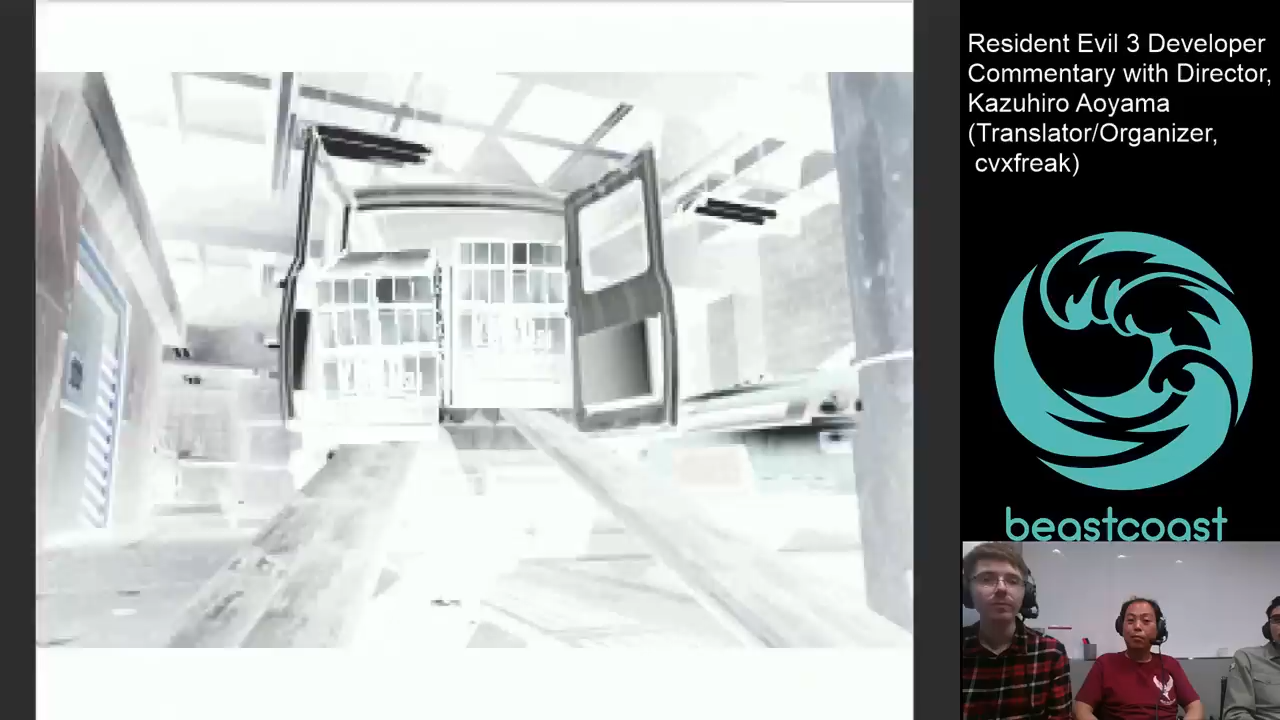 Resident Evil 3 Developer
Commentary with Director,
Kazuhiro Aoyama
(Translator/Organizer,
cvxfreak)
beastcoast